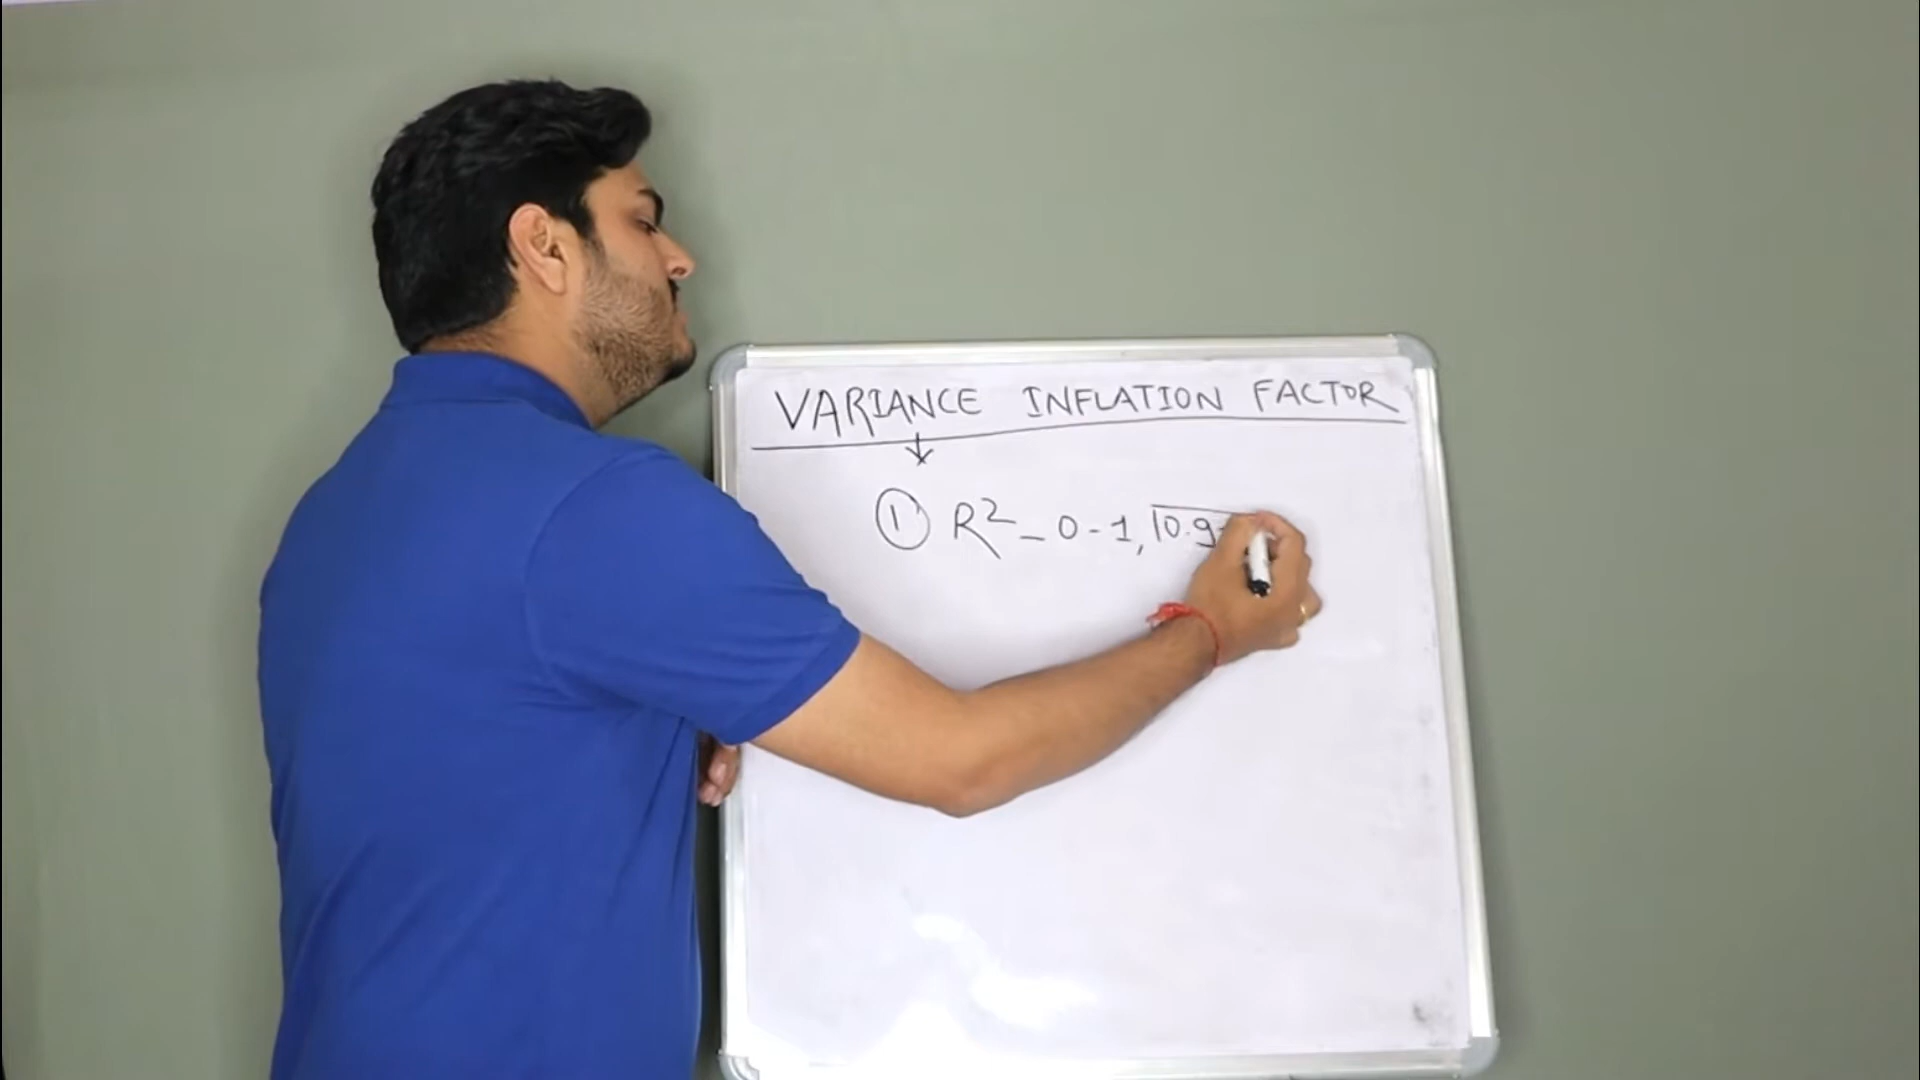 VARIANCE INFLATION FACTOR
① R² - 0-1, 0.9